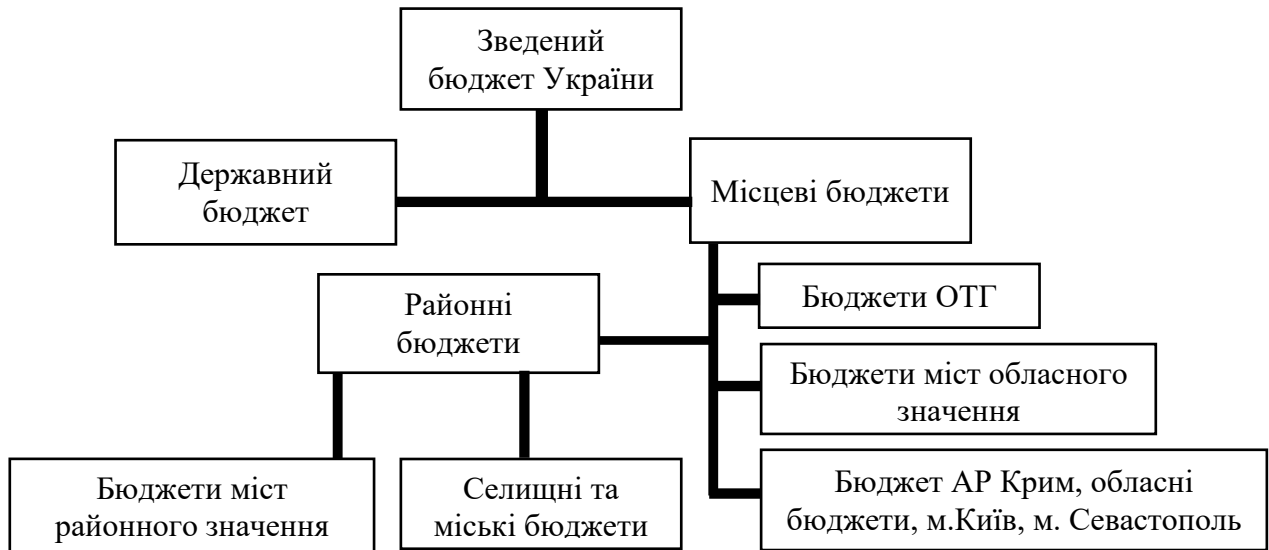 Зведений
бюджет України
Державний
бюджет
Місцеві бюджети
Районні
бюджети
Бюджети ОТГ
Бюджети міст обласного
значення
Бюджети міст
районного значення
Селищні та
міські бюджети
Бюджет АР Крим, обласні
бюджети, м.Київ, м. Севастополь